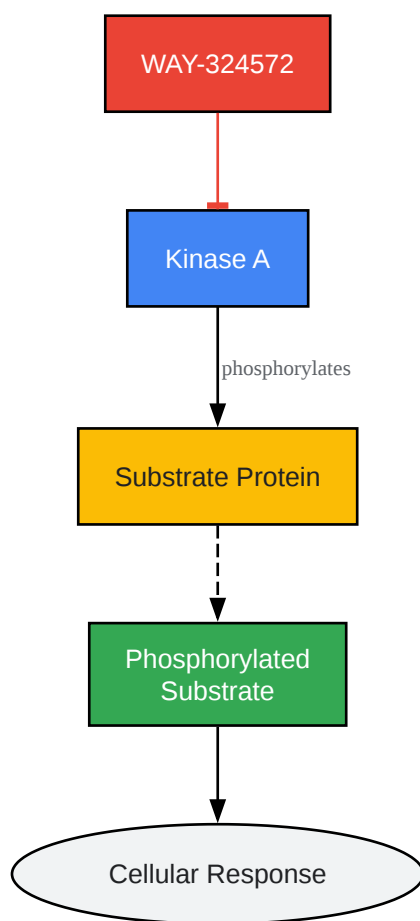 WAY-324572
Kinase A
phosphorylates
Substrate Protein
Phosphorylated
Substrate
Cellular Response